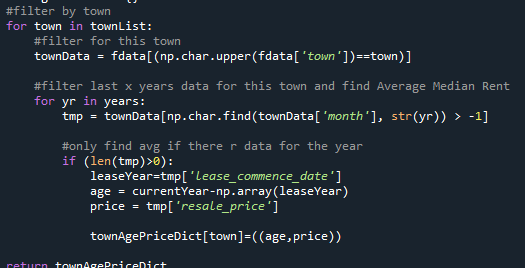 #filter by town
for town in townList:
    #filter for this town
    townData = fdata[(np.char.upper(fdata['town'])==town)]

    #filter last x years data for this town and find Average Median Rent
    for yr in years:
        tmp = townData[np.char.find(townData['month'], str(yr)) > -1]

        #only find avg if there r data for the year
        if (len(tmp)>0):
            leaseYear=tmp['lease_commence_date']
            age = currentYear-np.array(leaseYear)
            price = tmp['resale_price']

            townAgePriceDict[town]=((age,price))

return townAgePriceDict